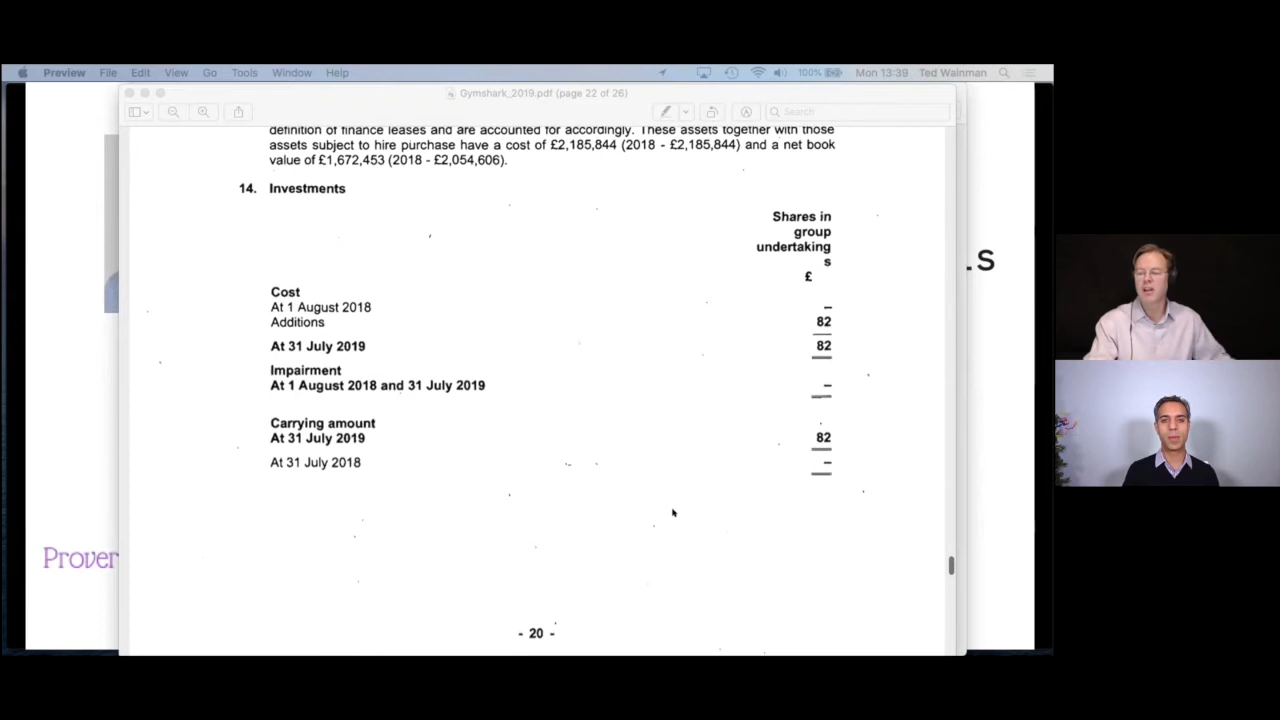 Preview File Edit View Go Tools Window Help 100% Mon 13:39 Ted Wainman
Gymshark_2019.pdf (page 22 of 26)
Search
definition of finance leases and are accounted for accordingly. These assets together with those
assets subject to hire purchase have a cost of £2,185,844 (2018 - £2,185,844) and a net book
value of £1,672,453 (2018 - £2,054,606).
14. Investments
Shares in
group
undertaking
s
£
LS
Cost
At 1 August 2018 –
Additions 82
At 31 July 2019 82
Impairment
At 1 August 2018 and 31 July 2019 –
Carrying amount
At 31 July 2019 82
At 31 July 2018 –
Prover
- 20 -